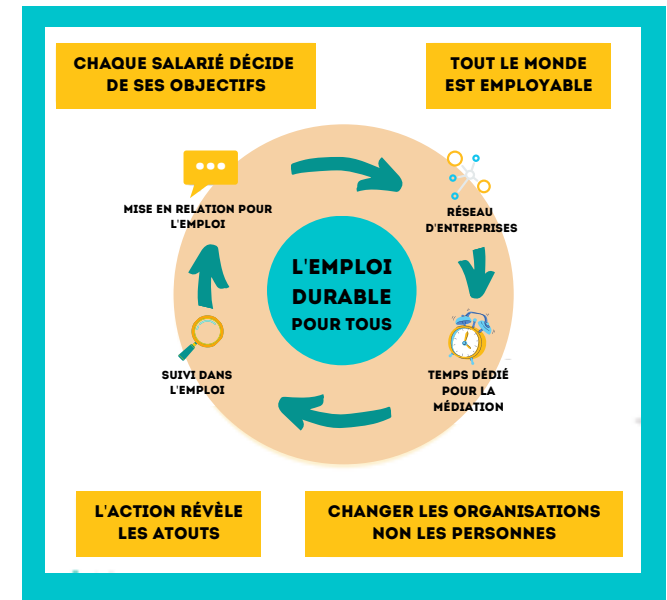 CHAQUE SALARIÉ DÉCIDE
DE SES OBJECTIFS
TOUT LE MONDE
EST EMPLOYABLE
MISE EN RELATION POUR
L'EMPLOI
RÉSEAU
D'ENTREPRISES
L'EMPLOI
DURABLE
POUR TOUS
SUIVI DANS
L'EMPLOI
TEMPS DÉDIÉ
POUR LA
MÉDIATION
L'ACTION RÉVÈLE
LES ATOUTS
CHANGER LES ORGANISATIONS
NON LES PERSONNES